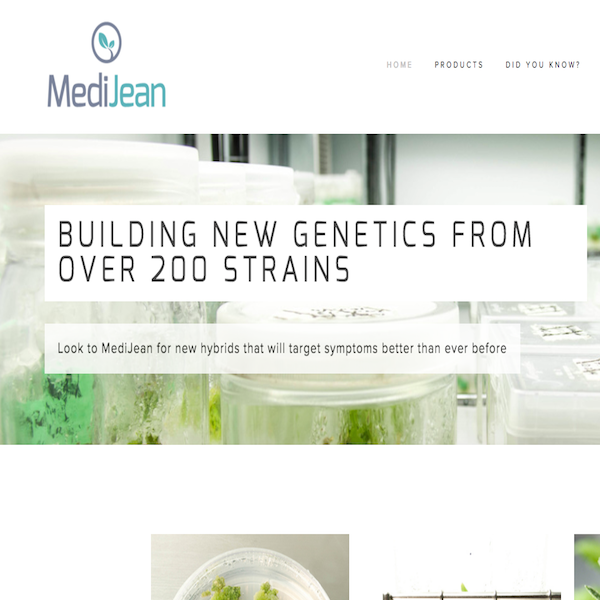 MediJean
HOME PRODUCTS DID YOU KNOW?
BUILDING NEW GENETICS FROM
OVER 200 STRAINS
Look to MediJean for new hybrids that will target symptoms better than ever before